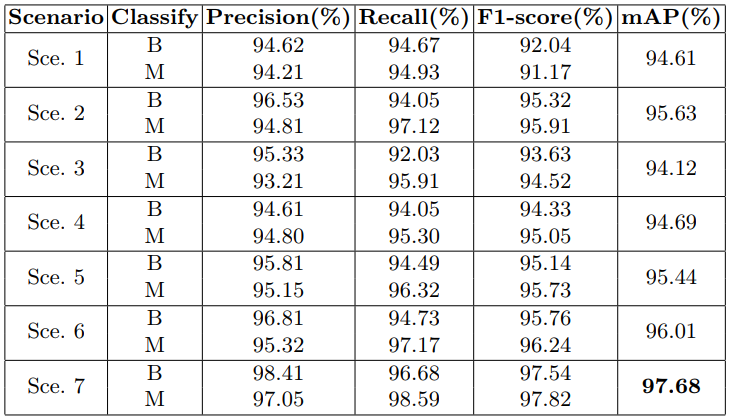 Scenario Classify Precision(%) Recall(%) F1-score(%) mAP(%)
Sce. 1 B 94.62 94.67 92.04 94.61
M 94.21 94.93 91.17
Sce. 2 B 96.53 94.05 95.32 95.63
M 94.81 97.12 95.91
Sce. 3 B 95.33 92.03 93.63 94.12
M 93.21 95.91 94.52
Sce. 4 B 94.61 94.05 94.33 94.69
M 94.80 95.30 95.05
Sce. 5 B 95.81 94.49 95.14 95.44
M 95.15 96.32 95.73
Sce. 6 B 96.81 94.73 95.76 96.01
M 95.32 97.17 96.24
Sce. 7 B 98.41 96.68 97.54 97.68
M 97.05 98.59 97.82